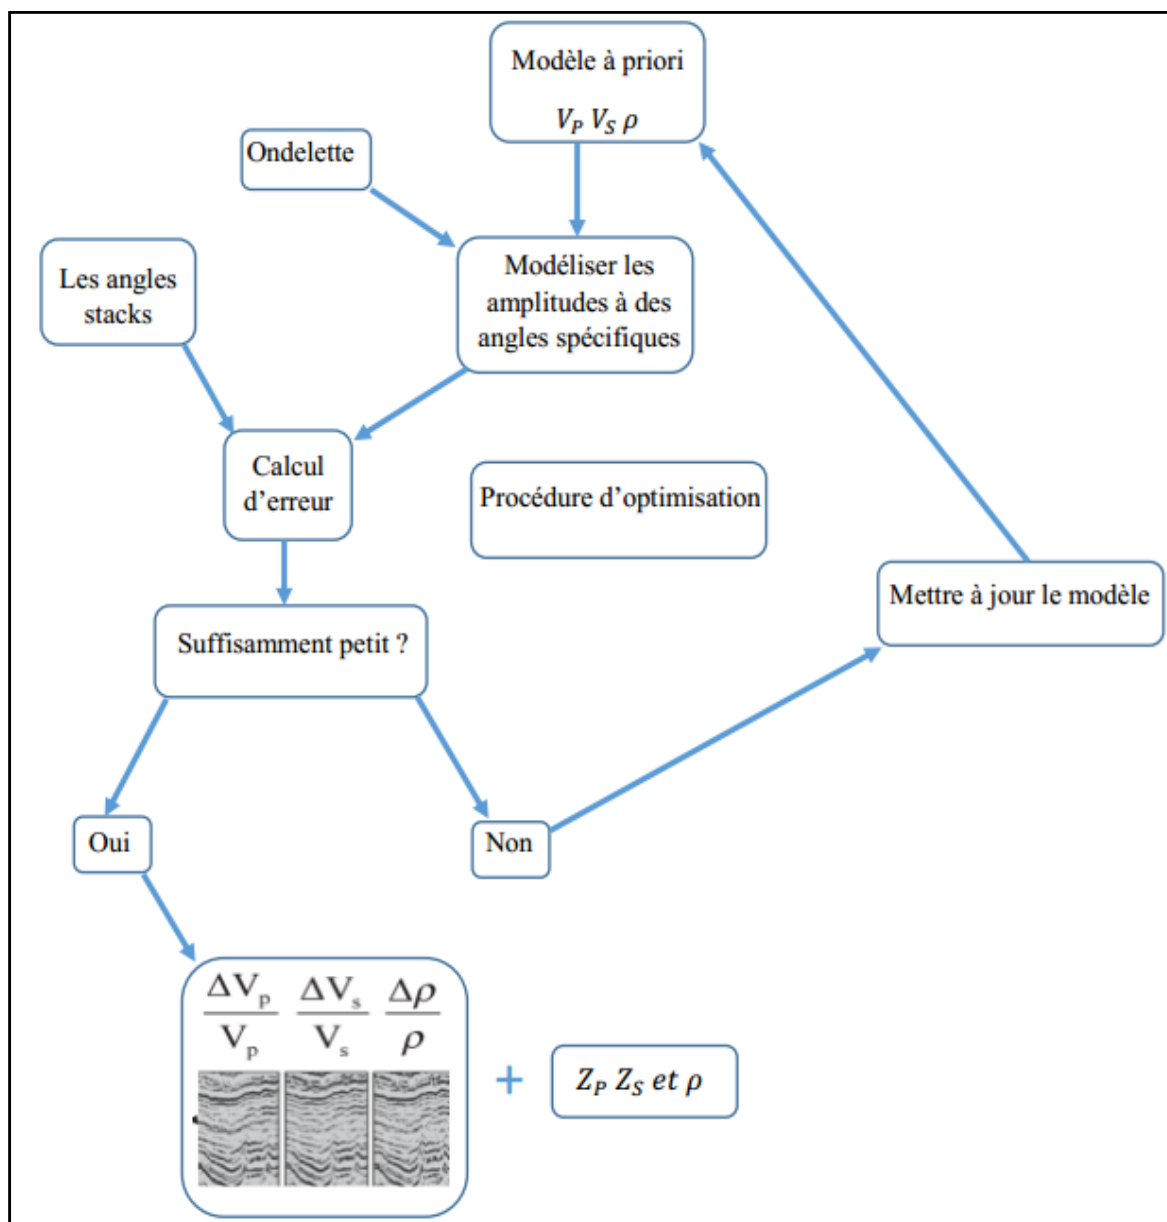 Modèle à priori
V_P V_S ρ
Ondelette
Modéliser les
amplitudes à des
angles spécifiques
Les angles
stacks
Calcul
d’erreur
Procédure d’optimisation
Mettre à jour le modèle
Suffisamment petit ?
Oui
Non
ΔV_p ΔV_s Δρ
V_p V_s ρ
+
Z_P Z_S et ρ